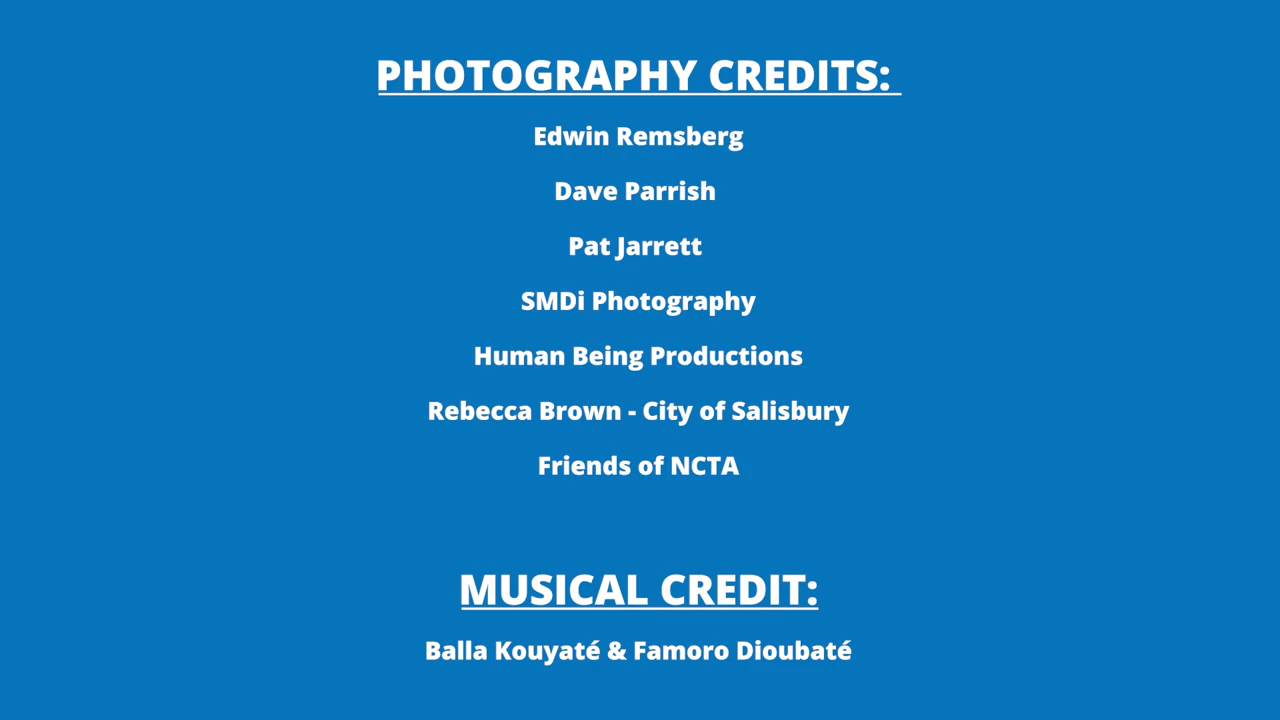 PHOTOGRAPHY CREDITS:
Edwin Remsberg
Dave Parrish
Pat Jarrett
SMDi Photography
Human Being Productions
Rebecca Brown - City of Salisbury
Friends of NCTA
MUSICAL CREDIT:
Balla Kouyaté & Famoro Dioubaté